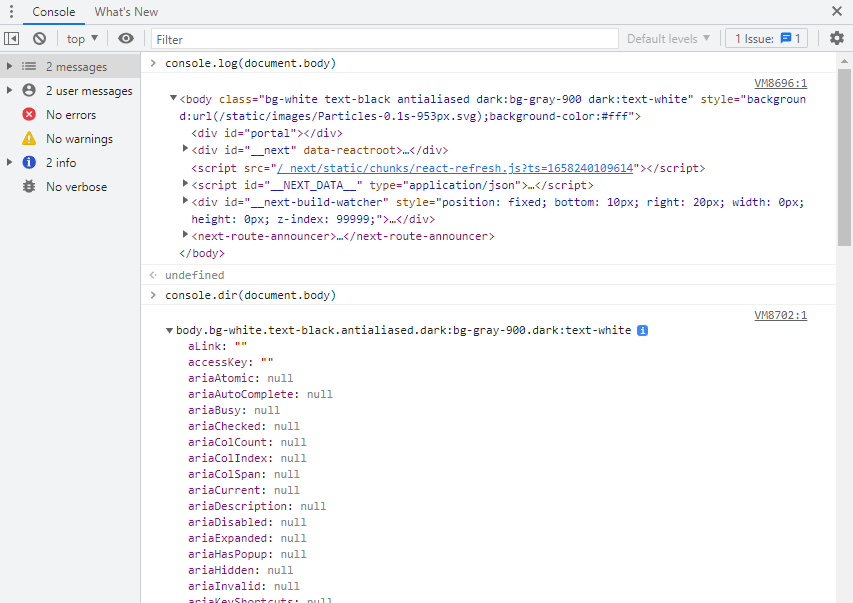 Console What's New
top Filter Default levels 1 Issue: 1
2 messages
2 user messages
No errors
No warnings
2 info
No verbose
console.log(document.body)
VM8696:1
<body class="bg-white text-black antialiased dark:bg-gray-900 dark:text-white" style="backgroun
d:url(/static/images/Particles-0.1s-953px.svg);background-color:#fff">
<div id="portal"></div>
<div id="__next" data-reactroot>…</div>
<script src="/_next/static/chunks/react-refresh.js?ts=1658240109614"></script>
<script id="__NEXT_DATA__" type="application/json">…</script>
<div id="__next-build-watcher" style="position: fixed; bottom: 10px; right: 20px; width: 0px;
height: 0px; z-index: 99999;">…</div>
<next-route-announcer>…</next-route-announcer>
</body>
undefined
console.dir(document.body)
VM8702:1
body.bg-white.text-black.antialiased.dark:bg-gray-900.dark:text-white
aLink: ""
accessKey: ""
ariaAtomic: null
ariaAutoComplete: null
ariaBusy: null
ariaChecked: null
ariaColCount: null
ariaColIndex: null
ariaColSpan: null
ariaCurrent: null
ariaDescription: null
ariaDisabled: null
ariaExpanded: null
ariaHasPopup: null
ariaHidden: null
ariaInvalid: null
ariaKeyShortcuts: null